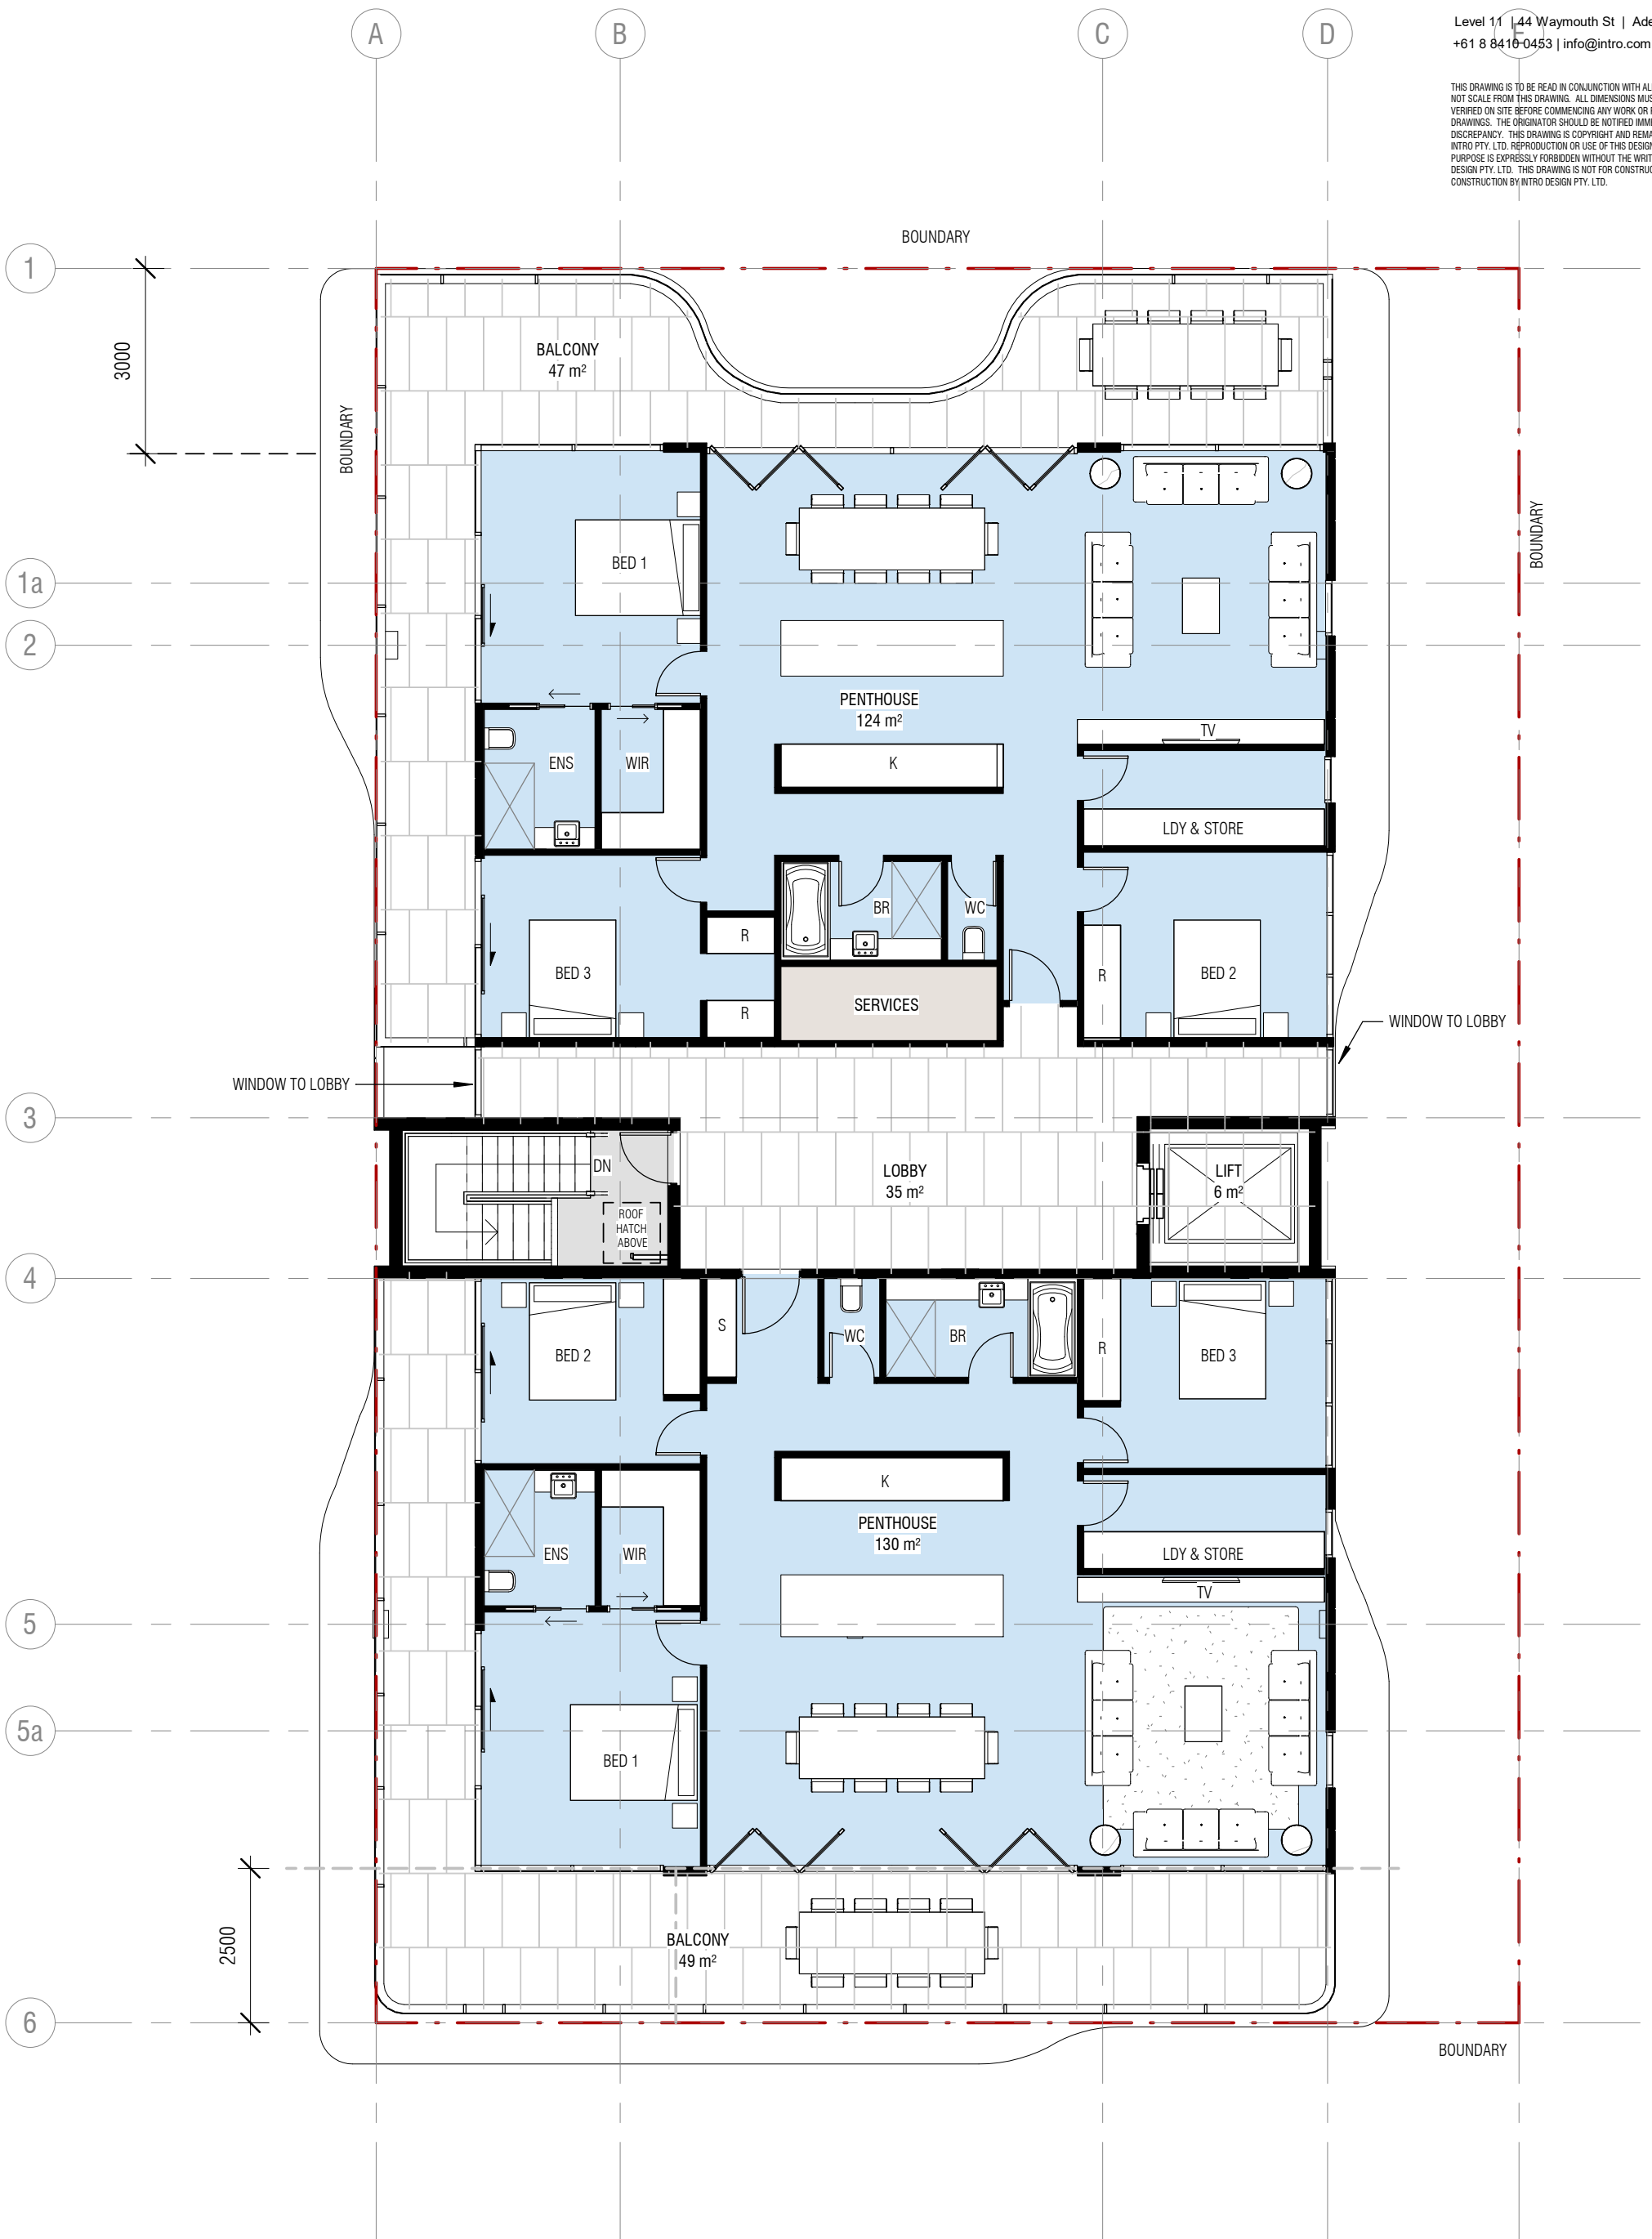 A
B
C
D
E
Level 11 | 44 Waymouth St |
+61 8 8410 0453 | info@intro.com
THIS DRAWING IS TO BE READ IN CONJUNCTION WITH
NOT SCALE FROM THIS DRAWING. ALL DIMENSIONS
VERIFIED ON SITE BEFORE COMMENCING ANY WORK OR
DRAWINGS. THE ORIGINATOR SHOULD BE NOTIFIED
DISCREPANCY. THIS DRAWING IS COPYRIGHT AND
INTRO PTY. LTD. REPRODUCTION OR USE OF THIS DESIGN
PURPOSE IS EXPRESSLY FORBIDDEN WITHOUT THE
DESIGN PTY. LTD. THIS DRAWING IS NOT FOR
CONSTRUCTION BY INTRO DESIGN PTY. LTD.
BOUNDARY
1
3000
BALCONY
47 m²
BOUNDARY
BOUNDARY
BED 1
1a
2
PENTHOUSE
124 m²
TV
ENS
WIR
K
LDY & STORE
BR
WC
R
BED 3
R
BED 2
R
SERVICES
WINDOW TO LOBBY
WINDOW TO LOBBY
3
DN
LOBBY
35 m²
LIFT
6 m²
ROOF
HATCH
ABOVE
4
S
WC
BR
R
BED 2
BED 3
K
PENTHOUSE
130 m²
ENS
WIR
LDY & STORE
TV
5
5a
BED 1
2500
BALCONY
49 m²
6
BOUNDARY